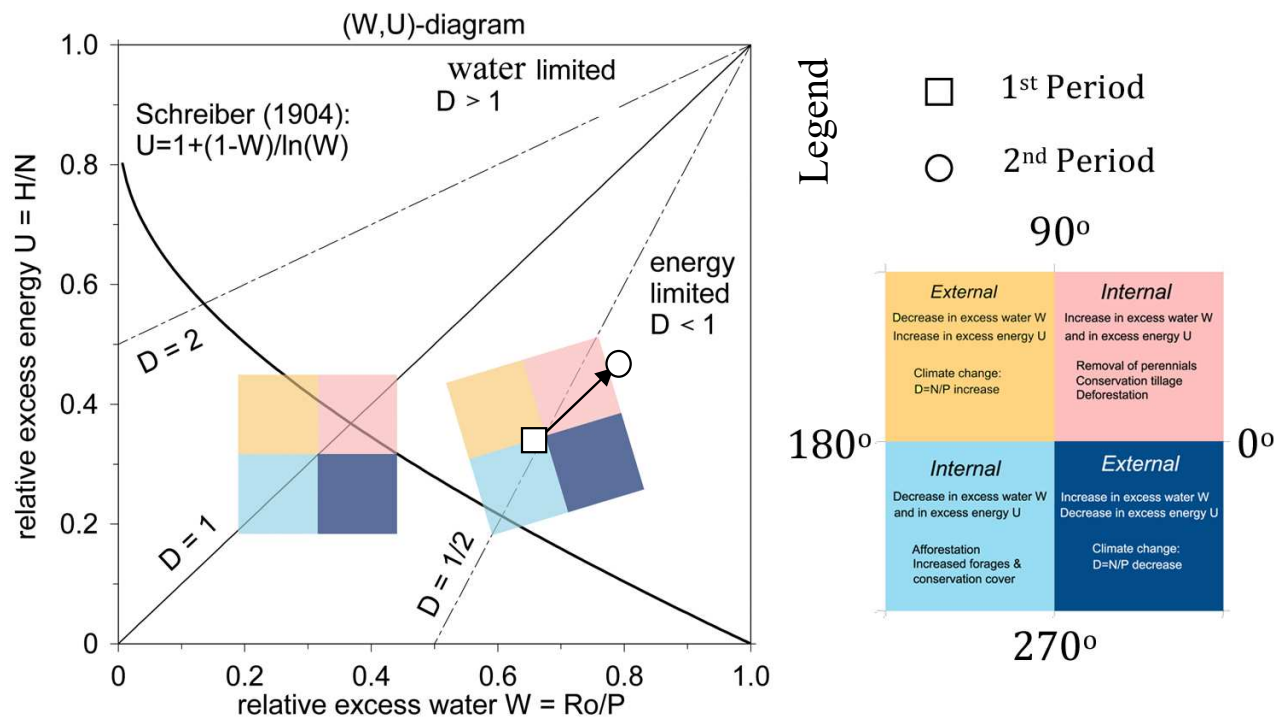 (W,U)-diagram
1.0
0.8
0.6
0.4
0.2
0
relative excess energy U = H/N
water limited
D > 1
Schreiber (1904):
U=1+(1-W)/ln(W)
energy
limited
D < 1
D = 2
D = 1
D = 1/2
0
0.2
0.4
0.6
0.8
1.0
relative excess water W = Ro/P
Legend
1st Period
2nd Period
90º
180º
0º
270º
External
Decrease in excess water W
Increase in excess energy U
Climate change:
D=N/P increase
Internal
Increase in excess water W
and in excess energy U
Removal of perennials
Conservation tillage
Deforestation
Internal
Decrease in excess water W
and in excess energy U
Afforestation
Increased forages &
conservation cover
External
Increase in excess water W
Decrease in excess energy U
Climate change:
D=N/P decrease